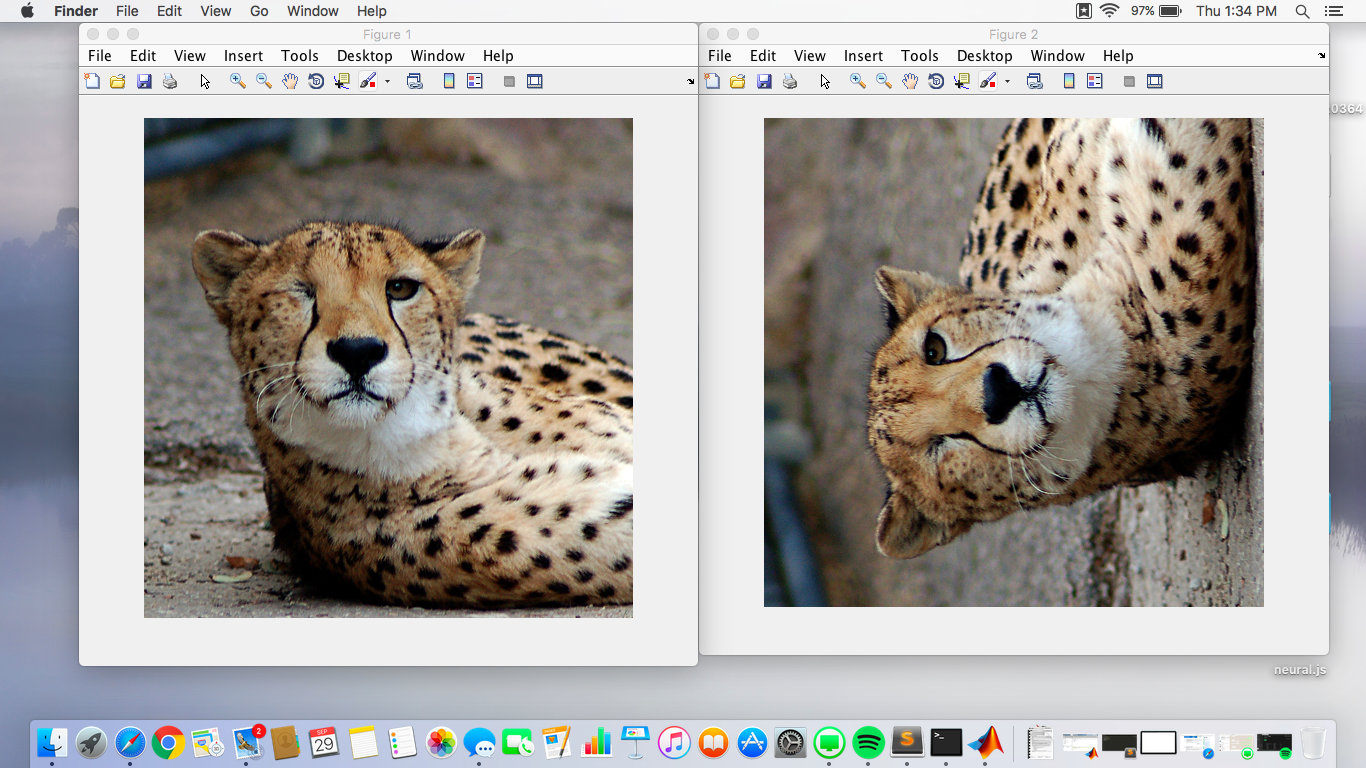 Finder File Edit View Go Window Help 97% Thu 1:34 PM
Figure 1
File Edit View Insert Tools Desktop Window Help
Figure 2
File Edit View Insert Tools Desktop Window Help
0364
neural.js
2
SEP
29